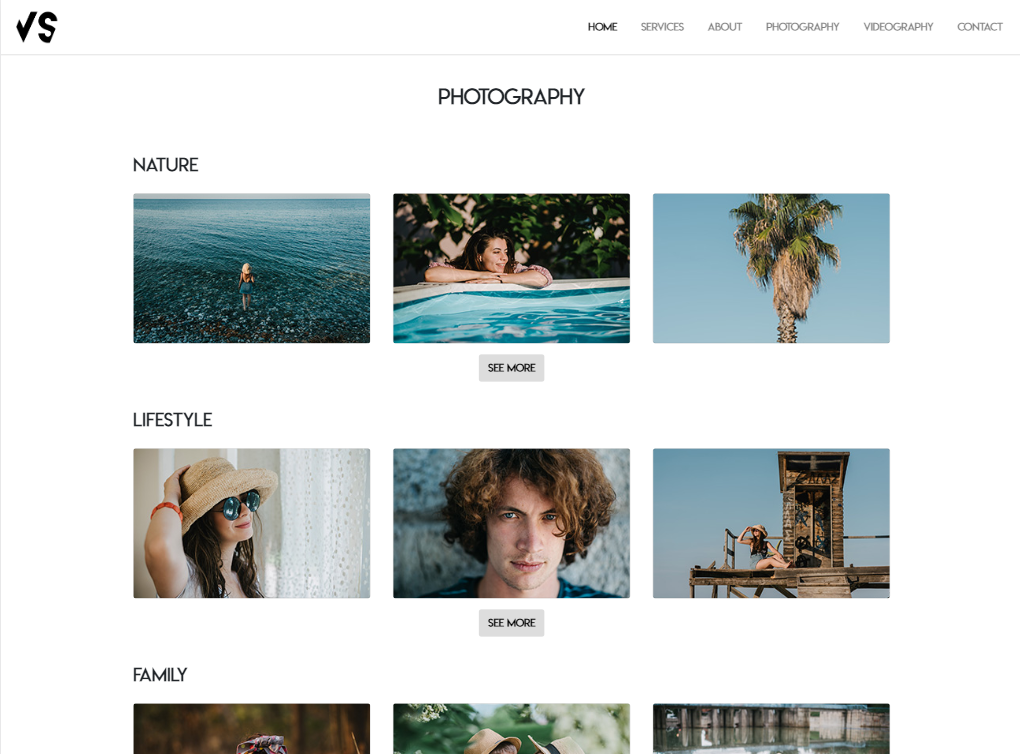 VS
HOME SERVICES ABOUT PHOTOGRAPHY VIDEOGRAPHY CONTACT
PHOTOGRAPHY
NATURE
SEE MORE
LIFESTYLE
SEE MORE
FAMILY